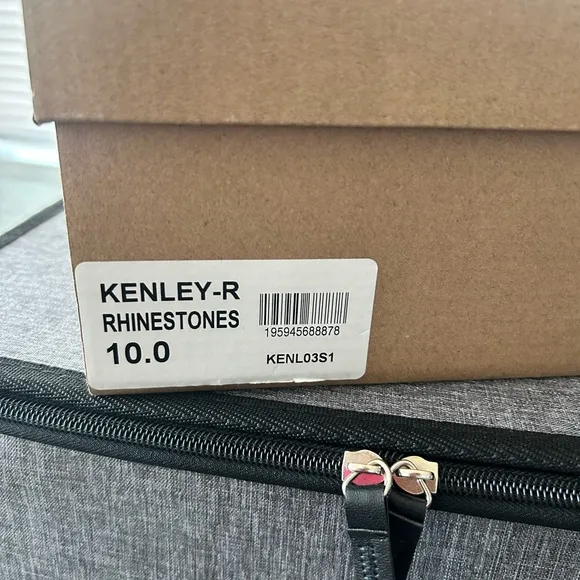 KENLEY-R
RHINESTONES
10.0
195945688878
KENL03S1